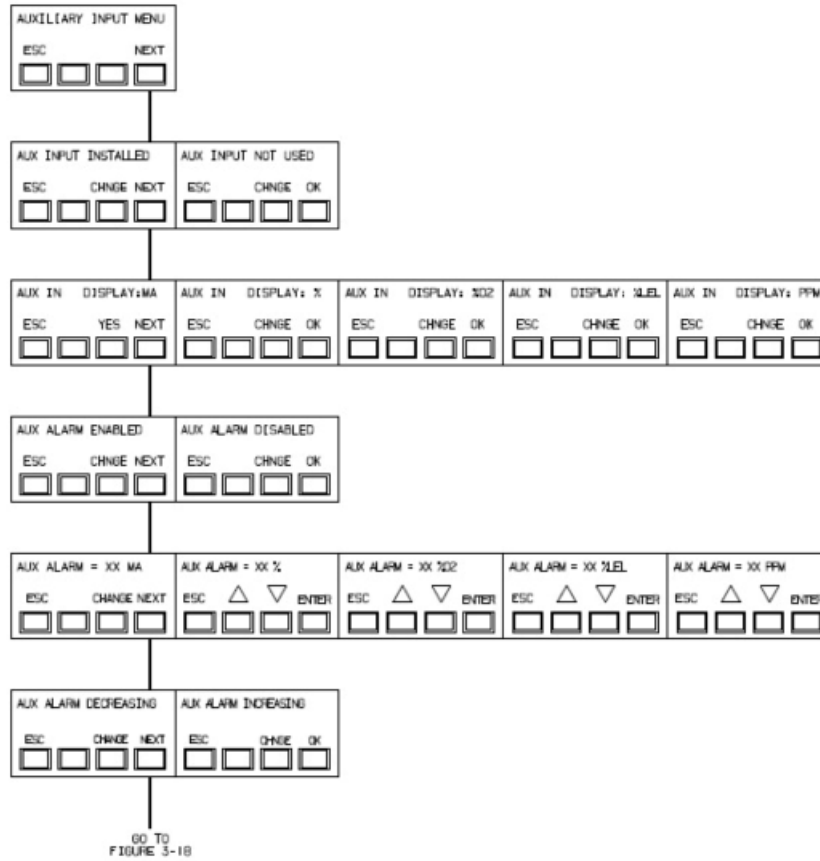 AUXILIARY INPUT MENU
ESC NEXT
AUX INPUT INSTALLED AUX INPUT NOT USED
ESC CHNGE NEXT ESC CHNGE OK
AUX IN DISPLAY:MA AUX IN DISPLAY: % AUX IN DISPLAY: %O2 AUX IN DISPLAY: %LEL AUX IN DISPLAY: PPM
ESC YES NEXT ESC CHNGE OK ESC CHNGE OK ESC CHNGE OK ESC CHNGE OK
AUX ALARM ENABLED AUX ALARM DISABLED
ESC CHNGE NEXT ESC CHNGE OK
AUX ALARM = XX MA AUX ALARM = XX % AUX ALARM = XX %O2 AUX ALARM = XX %LEL AUX ALARM = XX PPM
ESC CHANGE NEXT ESC △ ▽ ENTER ESC △ ▽ ENTER ESC △ ▽ ENTER ESC △ ▽ ENTER
AUX ALARM DECREASING AUX ALARM INCREASING
ESC CHANGE NEXT ESC CHNGE OK
GO TO
FIGURE 3-18